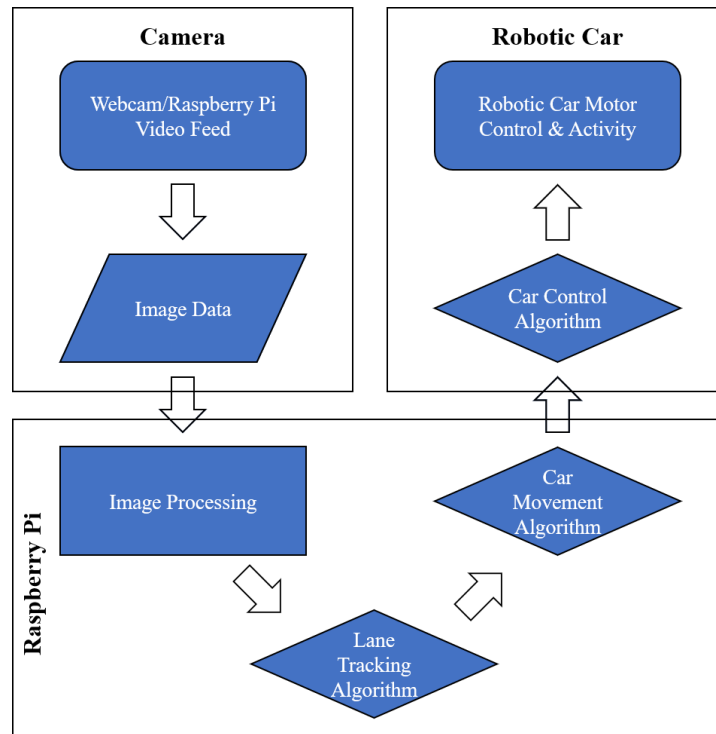 Camera
Webcam/Raspberry Pi
Video Feed
Image Data
Robotic Car
Robotic Car Motor
Control & Activity
Car Control
Algorithm
Raspberry Pi
Image Processing
Lane
Tracking
Algorithm
Car
Movement
Algorithm